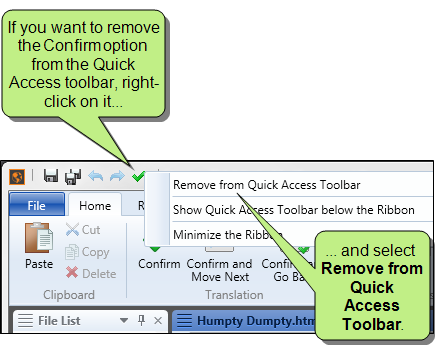 If you want to remove
the Confirm option
from the Quick
Access toolbar, right-
click on it...
Remove from Quick Access Toolbar
Show Quick Access Toolbar below the Ribbon
Minimize the Ribbon
File
Home
R
Paste
Cut
Copy
Delete
Clipboard
Confirm
Confirm and
Move Next
Go Ba
Translation
... and select
Remove from
Quick
Access
Toolbar.
File List
Humpty Dumpty.htm